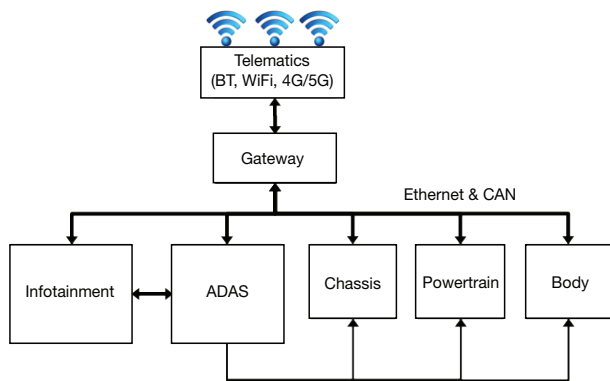 Telematics
(BT, WiFi, 4G/5G)
Gateway
Ethernet & CAN
Infotainment
ADAS
Chassis
Powertrain
Body